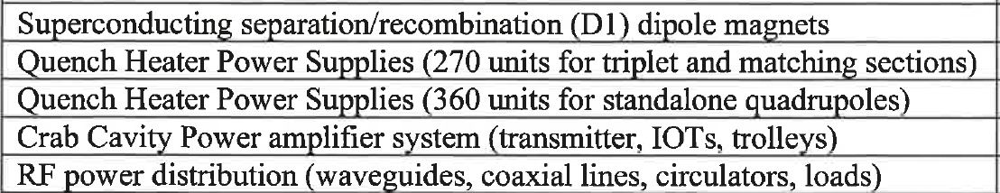 Superconducting separation/recombination (D1) dipole magnets
Quench Heater Power Supplies (270 units for triplet and matching sections)
Quench Heater Power Supplies (360 units for standalone quadrupoles)
Crab Cavity Power amplifier system (transmitter, IOTs, trolleys)
RF power distribution (waveguides, coaxial lines, circulators, loads)